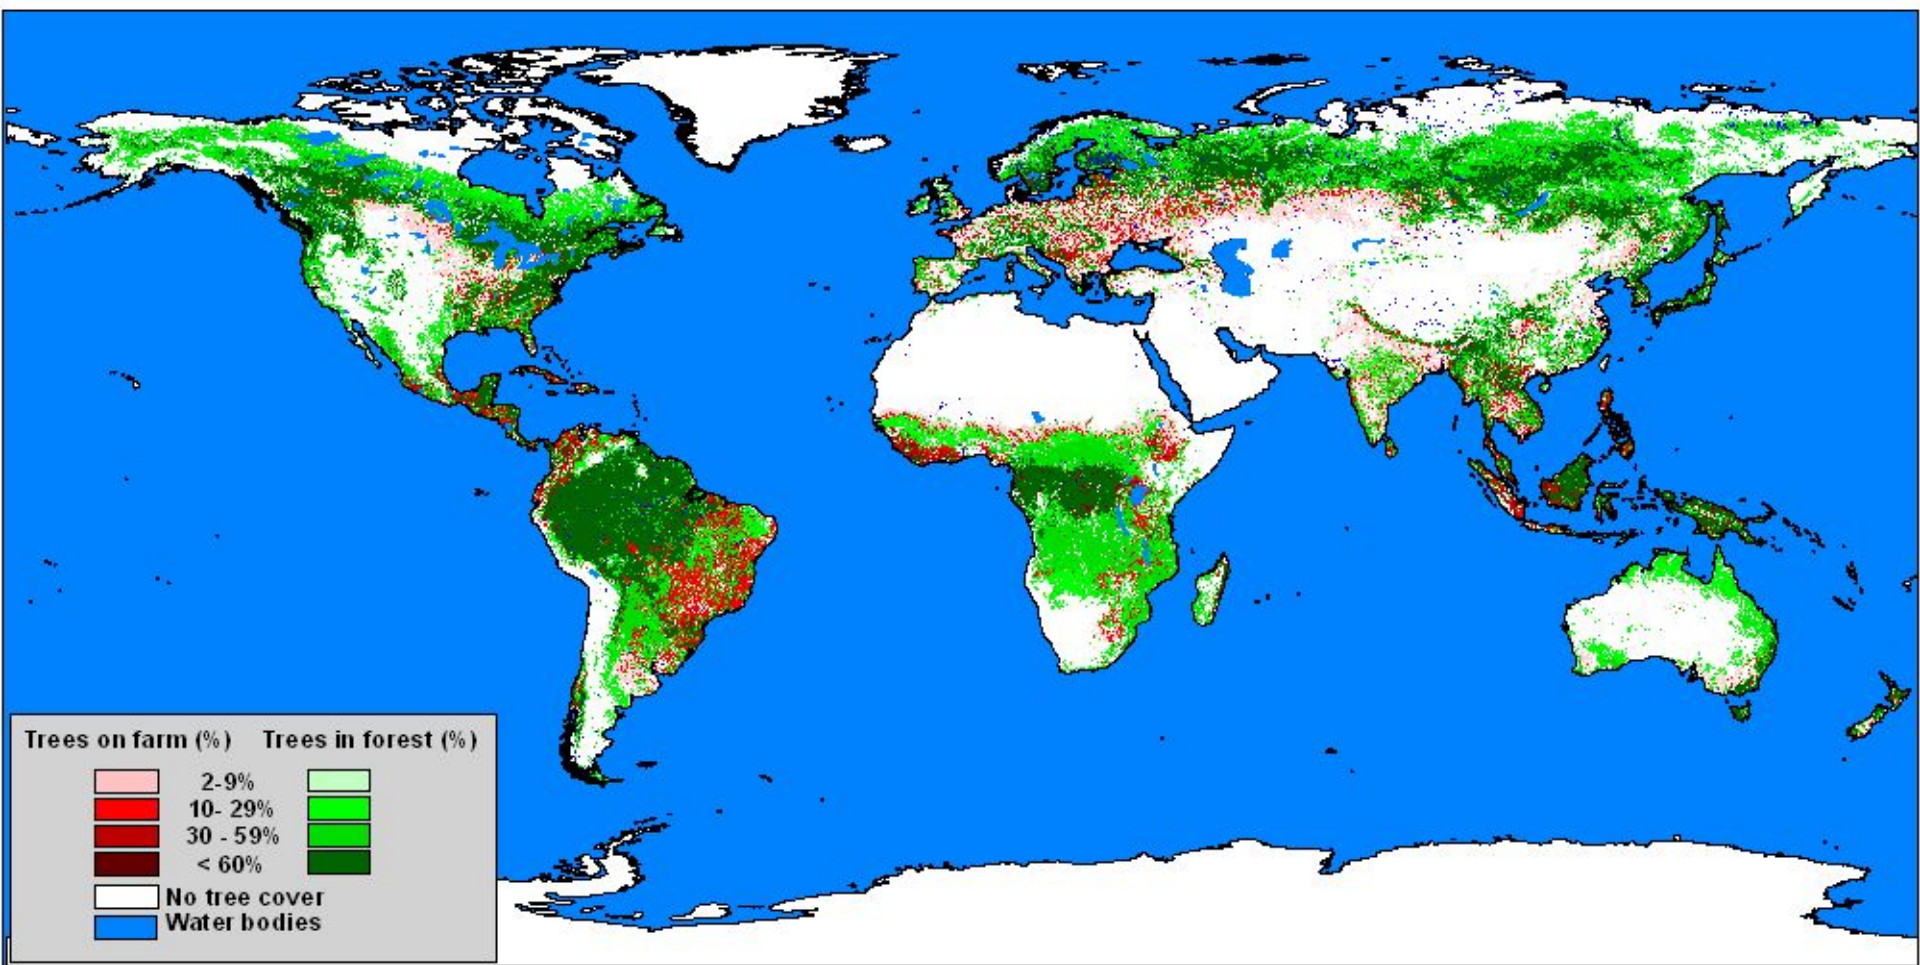 Trees on farm (%) Trees in forest (%)
2-9%
10- 29%
30 - 59%
< 60%
No tree cover
Water bodies